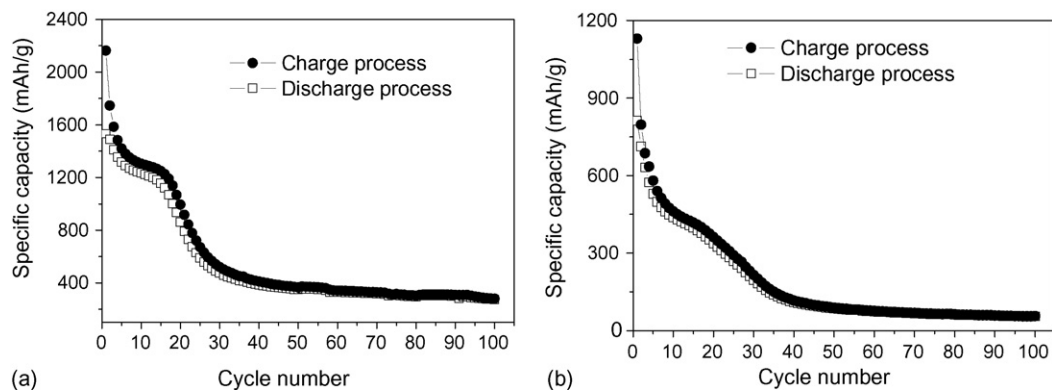 2400
2000
1600
1200
800
400
Specific capacity (mAh/g)
Charge process
Discharge process
0 10 20 30 40 50 60 70 80 90 100
Cycle number
(a)
1200
900
600
300
0
Specific capacity (mAh/g)
Charge process
Discharge process
0 10 20 30 40 50 60 70 80 90 100
Cycle number
(b)